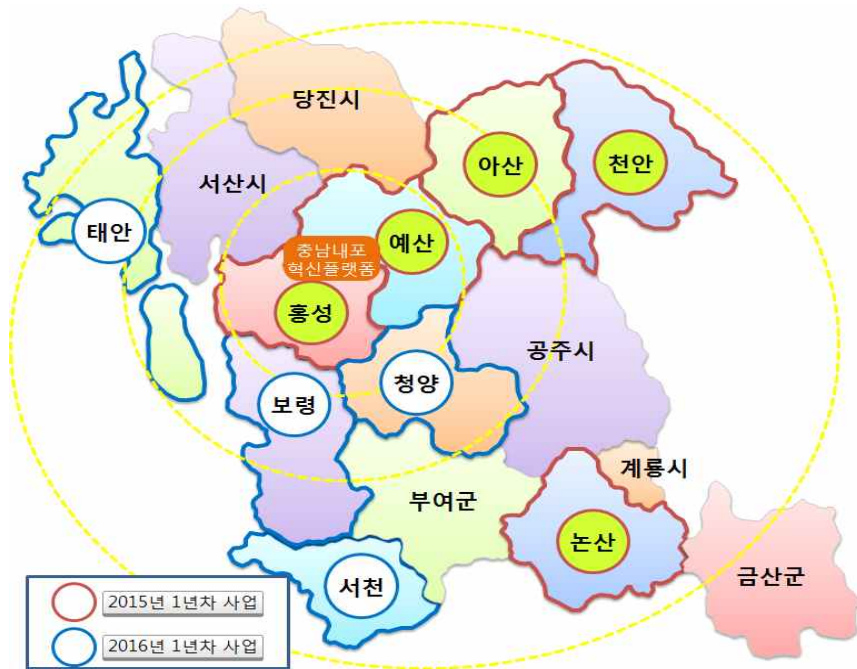 당진시
아산
천안
서산시
태안
충남내포
혁신플랫폼
예산
홍성
공주시
보령
청양
계룡시
부여군
논산
금산군
서천
2015년 1년차 사업
2016년 1년차 사업